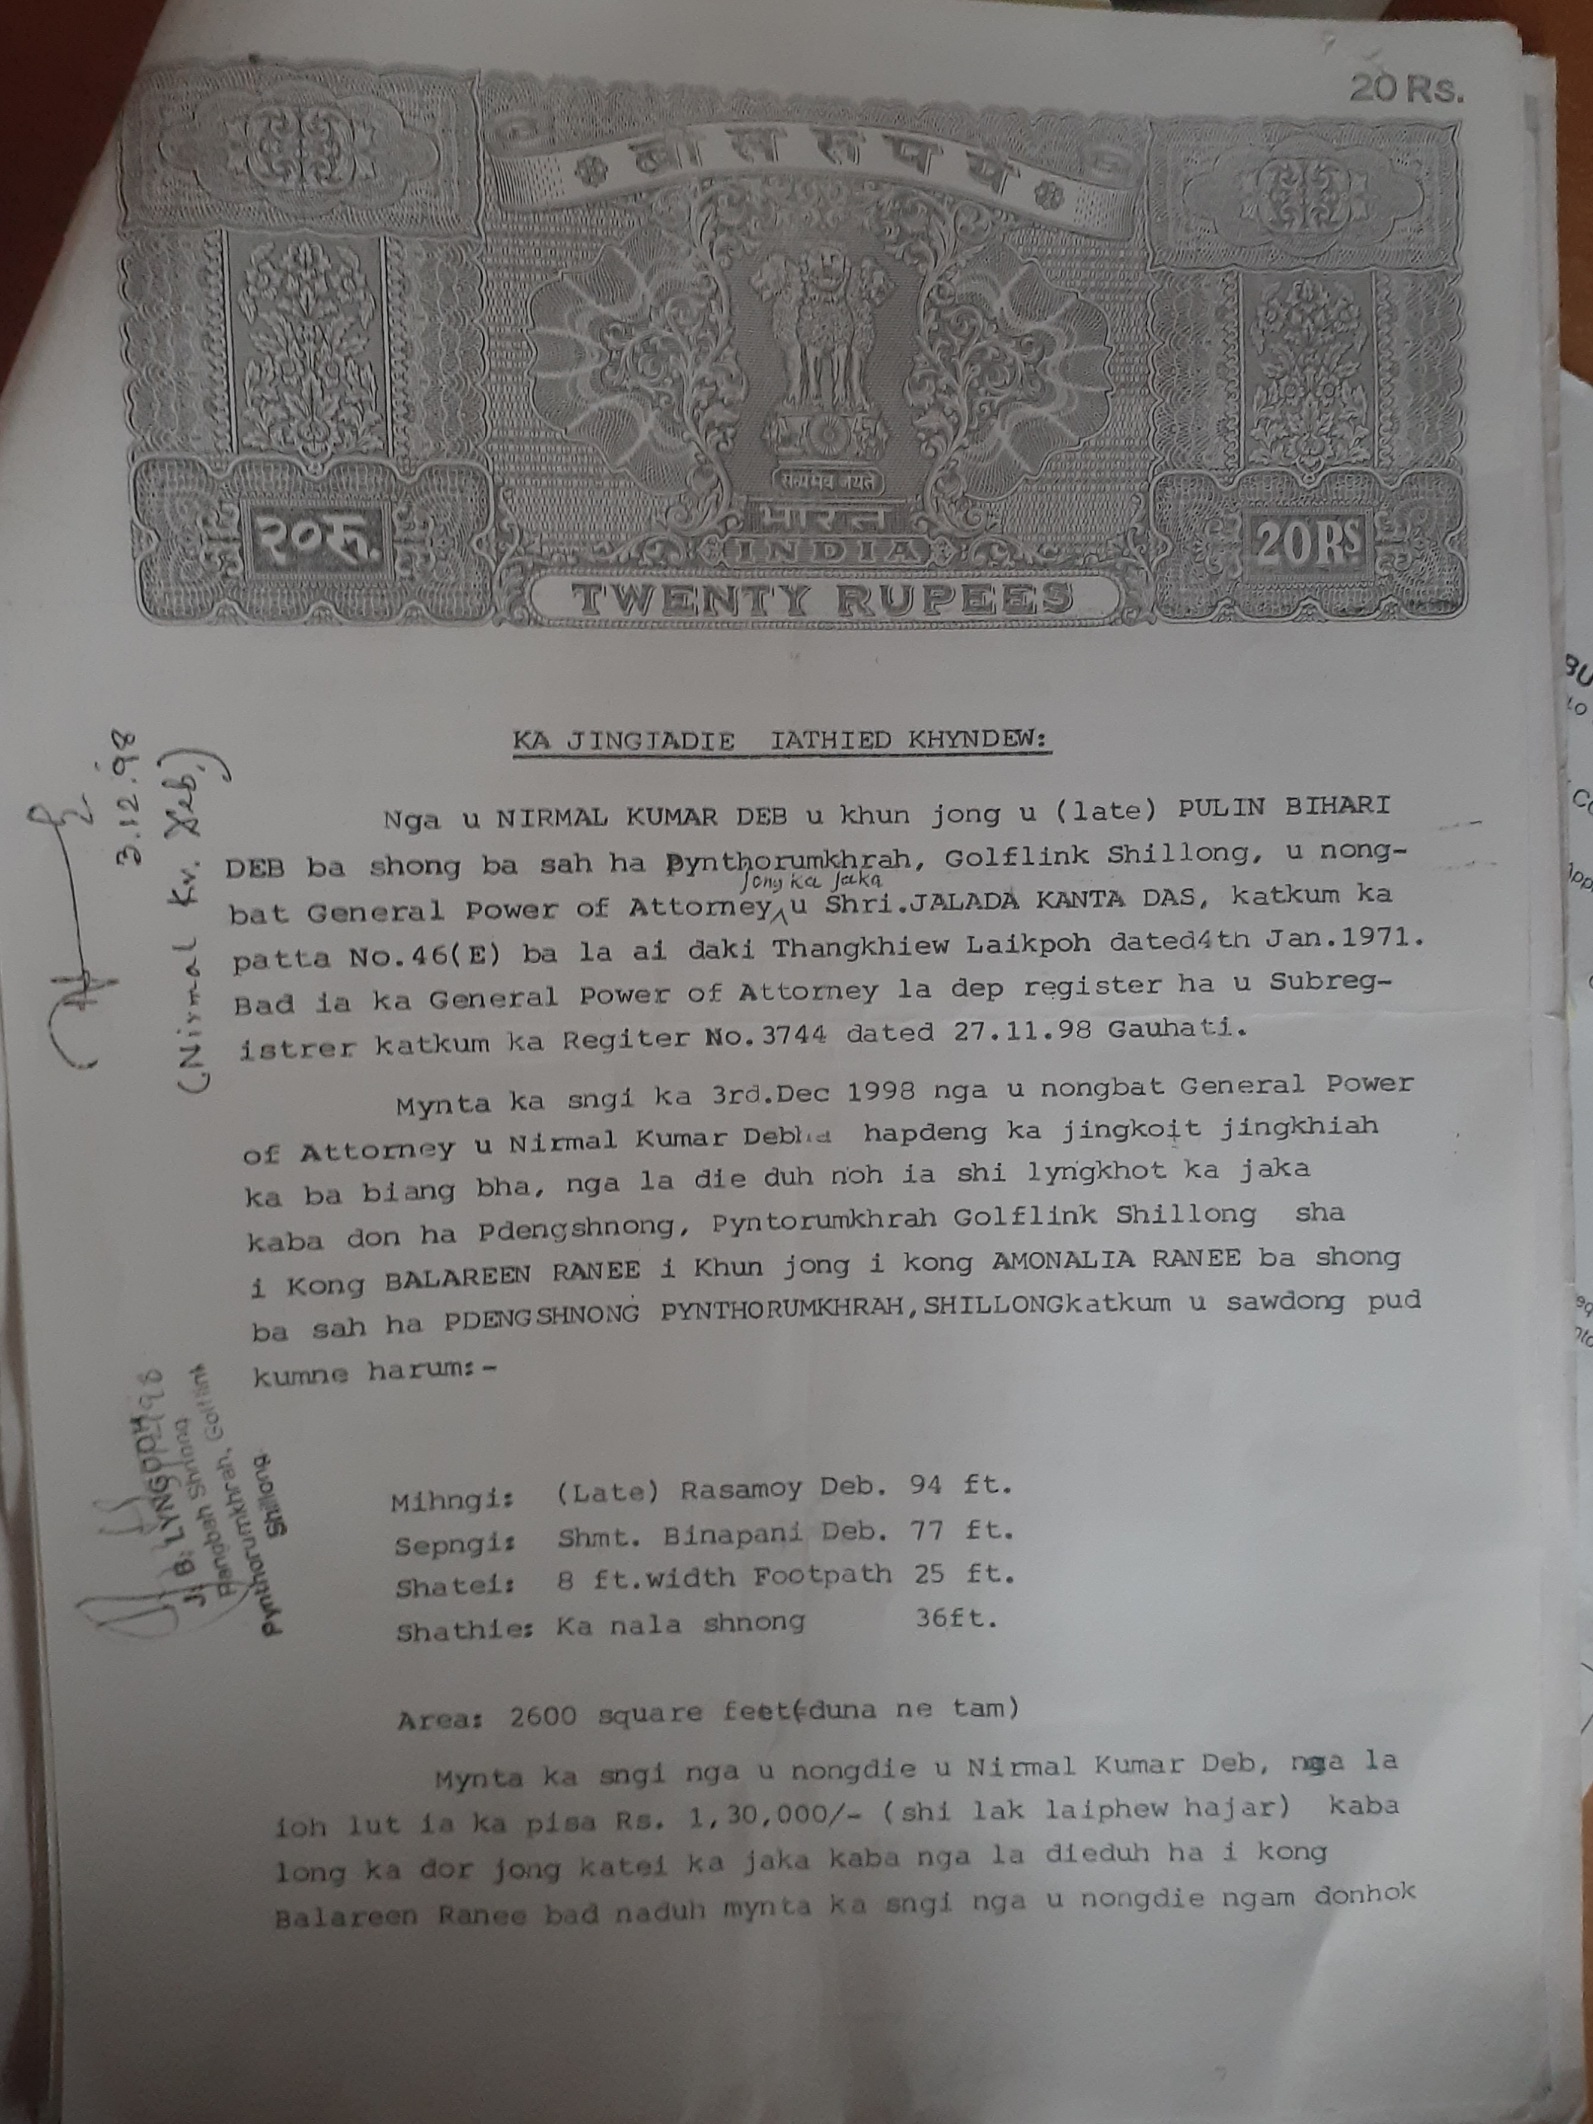 20 Rs.
बीस रुपये
सत्यमेव जयते
भारत
INDIA
२०रु.
20RS
TWENTY RUPEES
KA JINGIADIE IATHIED KHYNDEW:
Nga u NIRMAL KUMAR DEB u khun jong u (late) PULIN BIHARI
DEB ba shong ba sah ha Pynthorumkhrah, Golflink Shillong, u nong-
jong ka jaka
bat General Power of Attorney u Shri.JALADA KANTA DAS, katkum ka
patta No.46(E) ba la ai daki Thangkhiew Laikpoh dated4th Jan.1971.
Bad ia ka General Power of Attorney la dep register ha u Subreg-
istrer katkum ka Regiter No.3744 dated 27.11.98 Gauhati.
Mynta ka sngi ka 3rd.Dec 1998 nga u nongbat General Power
of Attorney u Nirmal Kumar Deb ha hapdeng ka jingkoit jingkhiah
ka ba biang bha, nga la die duh noh ia shi lyngkhot ka jaka
kaba don ha Pdengshnong, Pyntorumkhrah Golflink Shillong sha
i Kong BALAREEN RANEE i Khun jong i kong AMONALIA RANEE ba shong
ba sah ha PDENGSHNONG PYNTHORUMKHRAH,SHILLONGkatkum u sawdong pud
kumne harum:-
Mihngi: (Late) Rasamoy Deb. 94 ft.
Sepngi: Shmt. Binapani Deb. 77 ft.
Shatei: 8 ft.width Footpath 25 ft.
Shathie: Ka nala shnong 36ft.
Area: 2600 square feet(duna ne tam)
Mynta ka sngi nga u nongdie u Nirmal Kumar Deb, nga la
ioh lut ia ka pisa Rs. 1,30,000/- (shi lak laiphew hajar) kaba
long ka dor jong katei ka jaka kaba nga la dieduh ha i kong
Balareen Ranee bad naduh mynta ka sngi nga u nongdie ngam donhok
3.12.98
(Nirmal Kr. Deb.)
J. B. LYNGDOH
Rangbah Shnong
Pynthorumkhrah, Golflink
Shillong.